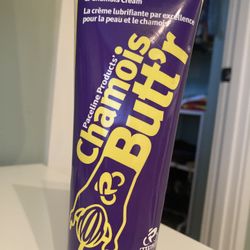 Chamois Cream
La crème lubrifiante par excellence
pour la peau et le chamois
Paceline Products'
Chamois
Butt'r